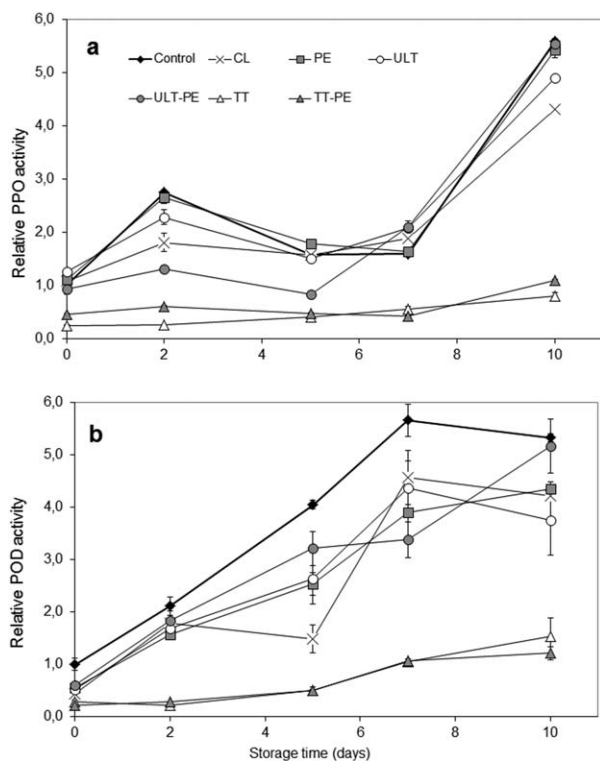 a
Control CL PE ULT
ULT-PE TT TT-PE
Relative PPO activity
6,0
5,0
4,0
3,0
2,0
1,0
0,0
0 2 4 6 8 10
b
Relative POD activity
6,0
5,0
4,0
3,0
2,0
1,0
0,0
0 2 4 6 8 10
Storage time (days)